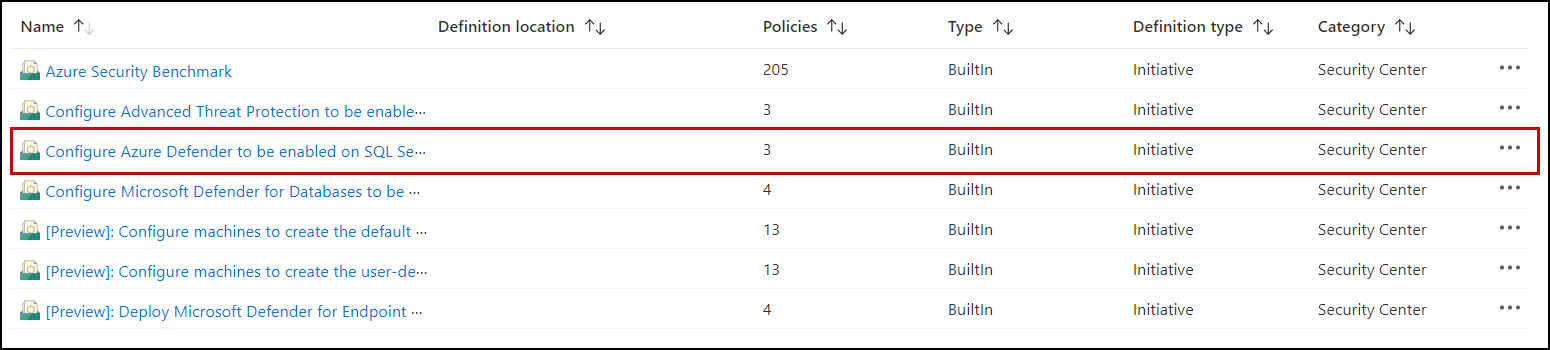 Name Definition location Policies Type Definition type Category
Azure Security Benchmark 205 BuiltIn Initiative Security Center ···
Configure Advanced Threat Protection to be enable··· 3 BuiltIn Initiative Security Center ···
Configure Azure Defender to be enabled on SQL Se··· 3 BuiltIn Initiative Security Center ···
Configure Microsoft Defender for Databases to be ··· 4 BuiltIn Initiative Security Center ···
[Preview]: Configure machines to create the default ··· 13 BuiltIn Initiative Security Center ···
[Preview]: Configure machines to create the user-de··· 13 BuiltIn Initiative Security Center ···
[Preview]: Deploy Microsoft Defender for Endpoint ··· 4 BuiltIn Initiative Security Center ···